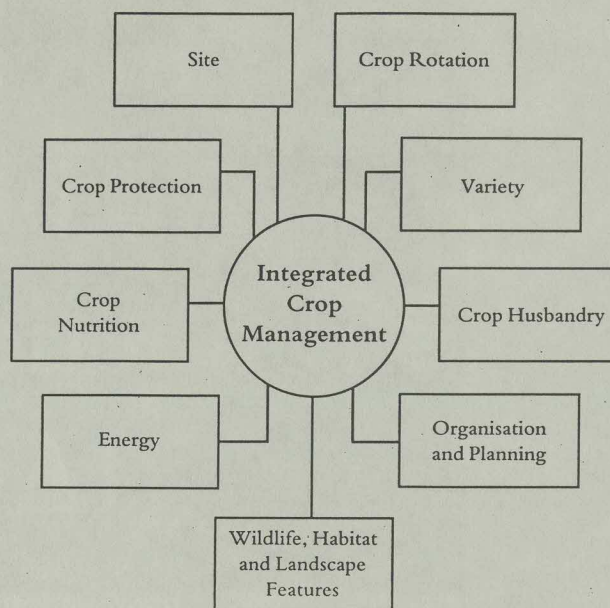 Site
Crop Rotation
Crop Protection
Variety
Integrated
Crop
Management
Crop
Nutrition
Crop Husbandry
Energy
Organisation
and Planning
Wildlife, Habitat
and Landscape
Features